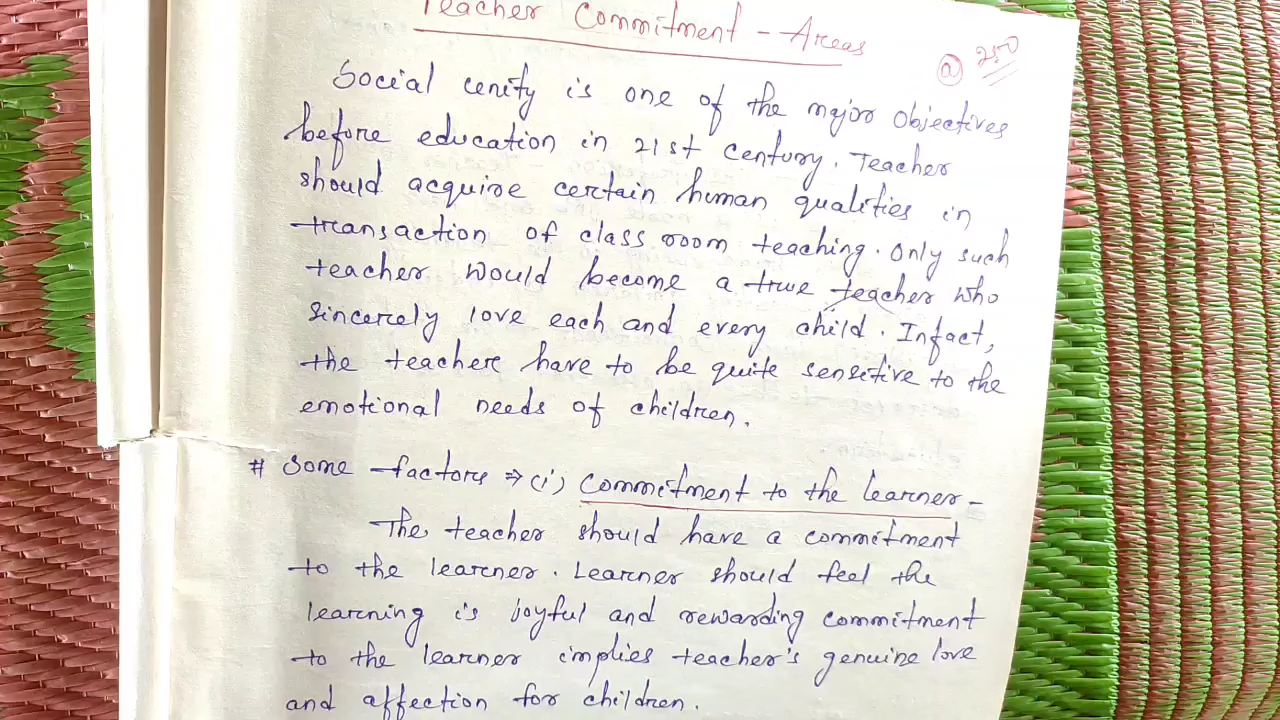 Teacher Commitment - Areas
@ 250
Social cenity is one of the major objectives
before education in 21st century. Teacher
should acquire certain human qualities in
transaction of class room teaching. Only such
teacher would become a true teacher who
sincerely love each and every child. Infact,
the teachers have to be quite sensitive to the
emotional needs of children.
# Some factors ⇒ (i) Commitment to the learner -
The teacher should have a commitment
to the learner. Learner should feel the
learning is joyful and rewarding commitment
to the learner implies teacher's genuine love
and affection for children.